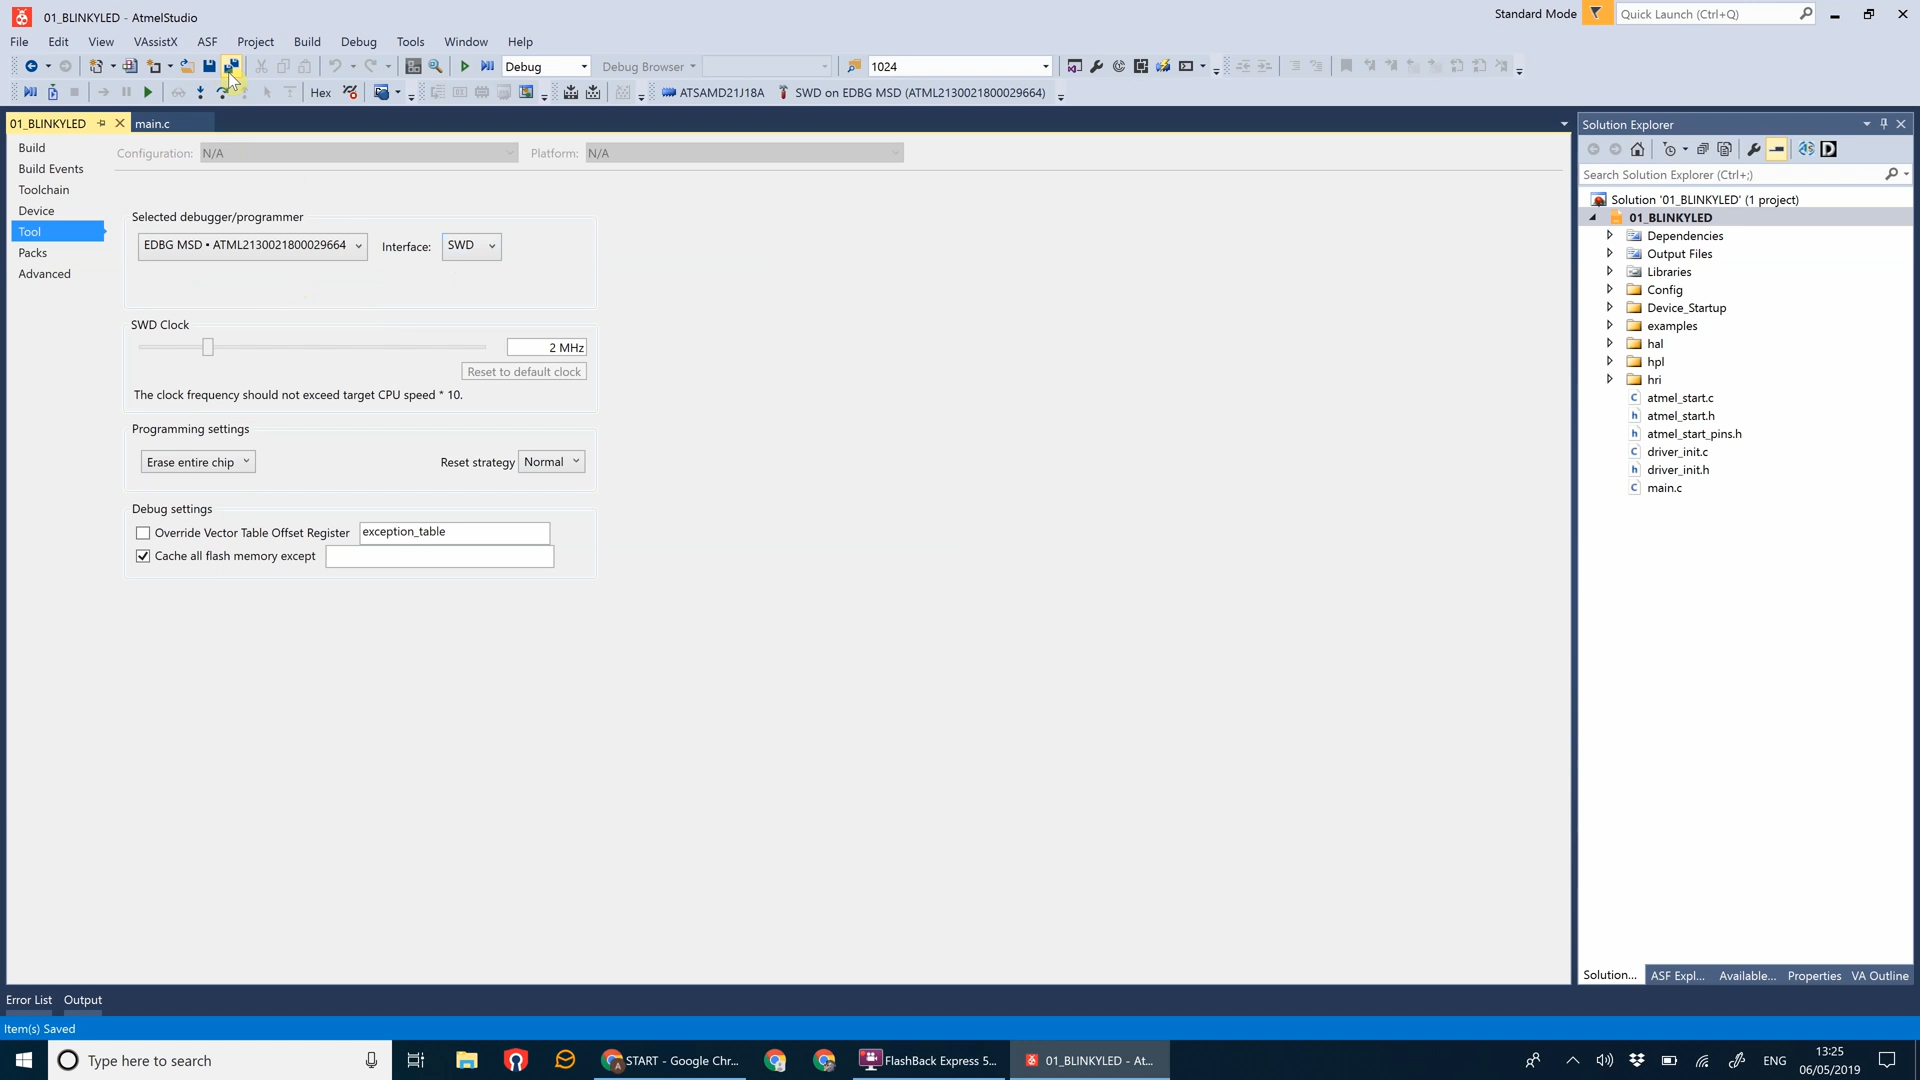 01_BLINKYLED - AtmelStudio
Standard Mode
Quick Launch (Ctrl+Q)
File Edit View VAssistX ASF Project Build Debug Tools Window Help
Debug Debug Browser 1024
Hex ATSAMD21J18A SWD on EDBG MSD (ATML2130021800029664)
01_BLINKYLED main.c
Build
Build Events
Toolchain
Device
Tool
Packs
Advanced
Configuration: N/A Platform: N/A
Selected debugger/programmer
EDBG MSD • ATML2130021800029664 Interface: SWD
SWD Clock
2 MHz
Reset to default clock
The clock frequency should not exceed target CPU speed * 10.
Programming settings
Erase entire chip Reset strategy Normal
Debug settings
Override Vector Table Offset Register exception_table
Cache all flash memory except
Solution Explorer
Search Solution Explorer (Ctrl+;)
Solution '01_BLINKYLED' (1 project)
01_BLINKYLED
Dependencies
Output Files
Libraries
Config
Device_Startup
examples
hal
hpl
hri
atmel_start.c
atmel_start.h
atmel_start_pins.h
driver_init.c
driver_init.h
main.c
Solution... ASF Expl... Available... Properties VA Outline
Error List Output
Item(s) Saved
Type here to search
START - Google Chr...
FlashBack Express 5...
01_BLINKYLED - At...
ENG
13:25
06/05/2019